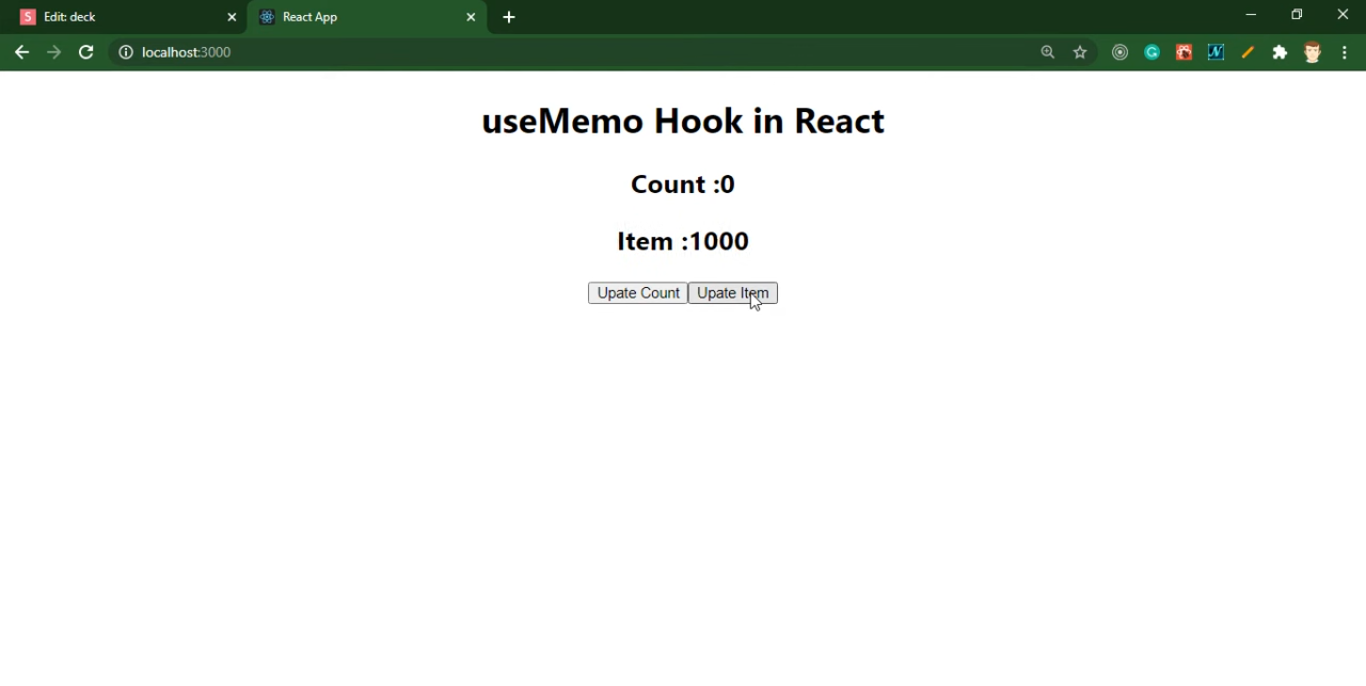 Edit: deck
React App
localhost:3000
useMemo Hook in React
Count :0
Item :1000
Upate Count
Upate Item